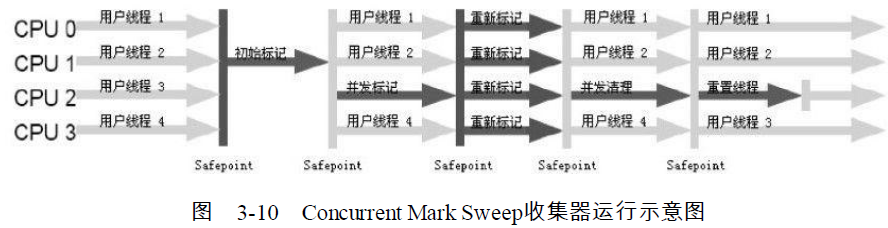 CPU 0 用户线程 1 用户线程 1 重新标记 用户线程 1 用户线程 1
CPU 1 用户线程 2 初始标记 用户线程 2 重新标记 用户线程 2 用户线程 2
CPU 2 用户线程 3 并发标记 重新标记 并发清理 重置线程
CPU 3 用户线程 4 用户线程 4 重新标记 用户线程 4 用户线程 3
Safepoint Safepoint Safepoint Safepoint Safepoint
图 3-10 Concurrent Mark Sweep收集器运行示意图